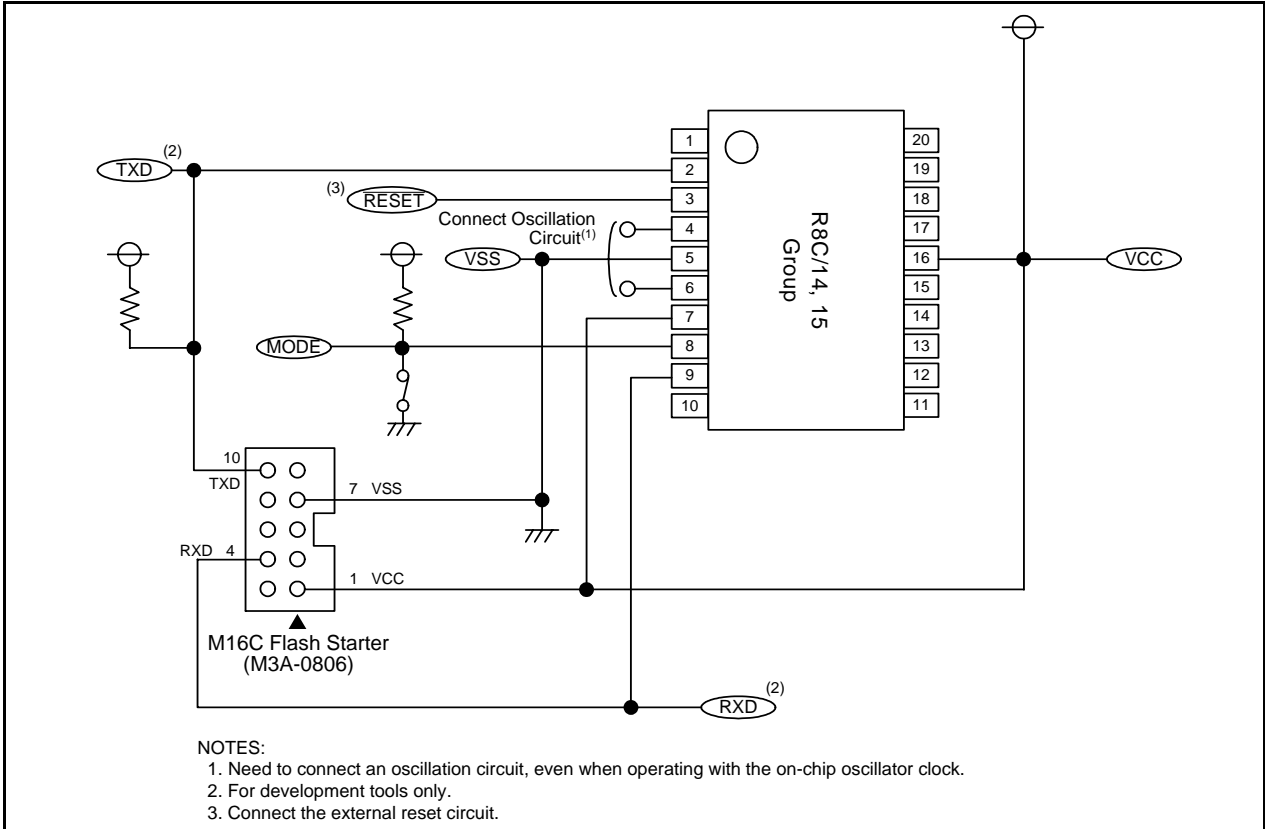 TXD (2)
(3) RESET
Connect Oscillation
Circuit(1)
VSS
MODE
1
2
3
4
5
6
7
8
9
10
R8C/14, 15
Group
20
19
18
17
16
15
14
13
12
11
VCC
10
TXD
7 VSS
RXD 4
1 VCC
M16C Flash Starter
(M3A-0806)
RXD (2)
NOTES:
1. Need to connect an oscillation circuit, even when operating with the on-chip oscillator clock.
2. For development tools only.
3. Connect the external reset circuit.